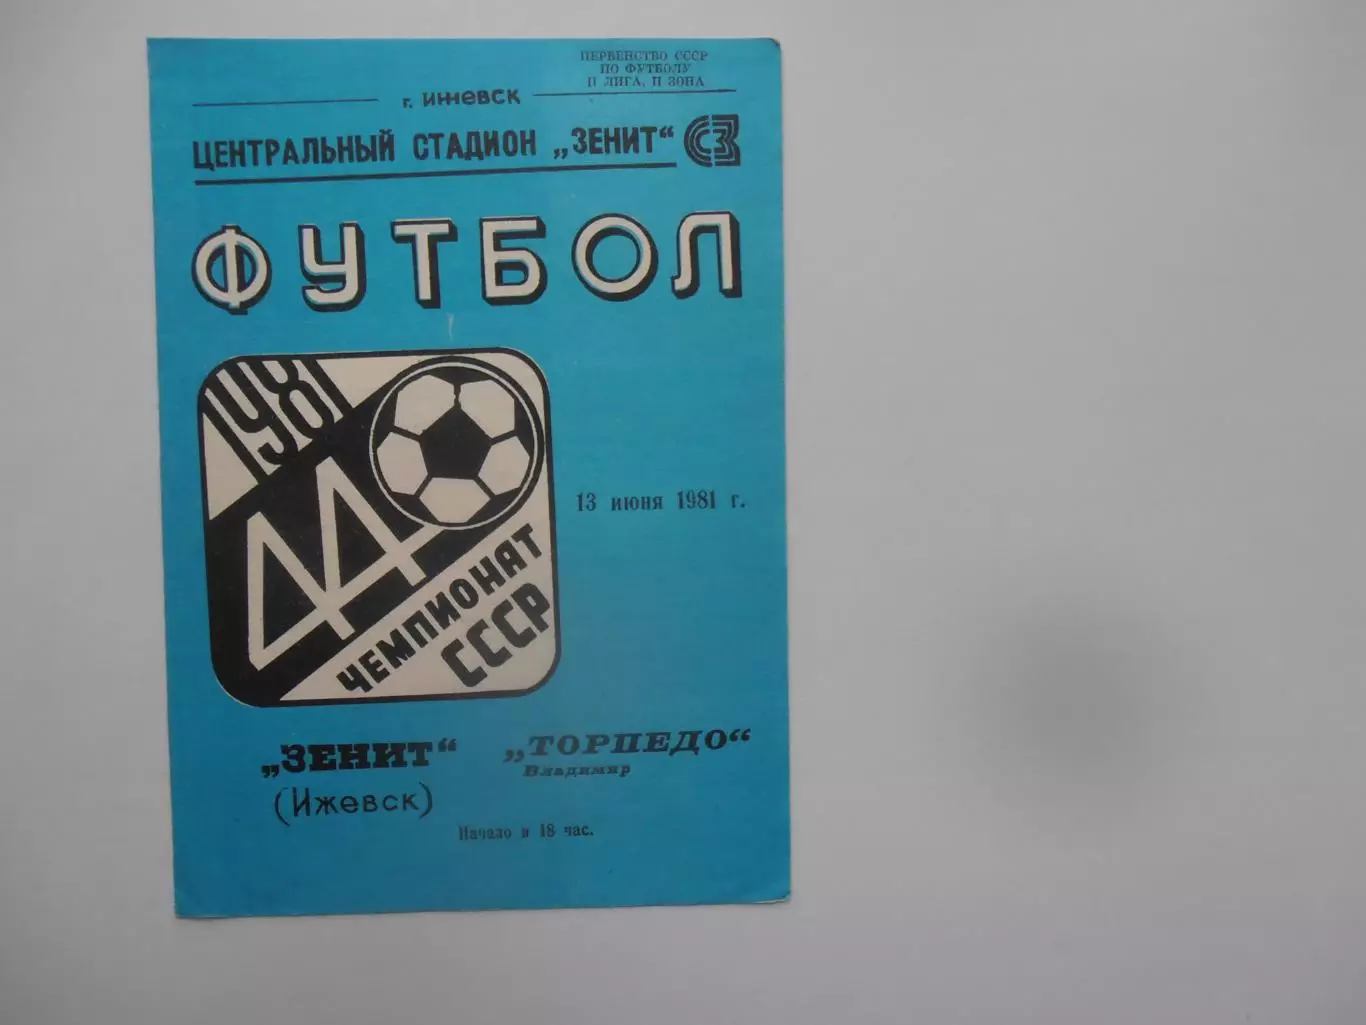 ПЕРВЕНСТВО СССР
ПО ФУТБОЛУ
II ЛИГА, II ЗОНА
г. ИЖЕВСК
ЦЕНТРАЛЬНЫЙ СТАДИОН „ЗЕНИТ“ СЗ
ФУТБОЛ
1981
44
ЧЕМПИОНАТ
СССР
13 июня 1981 г.
„ЗЕНИТ“ „ТОРПЕДО“
Владимир
(Ижевск)
Начало в 18 час.